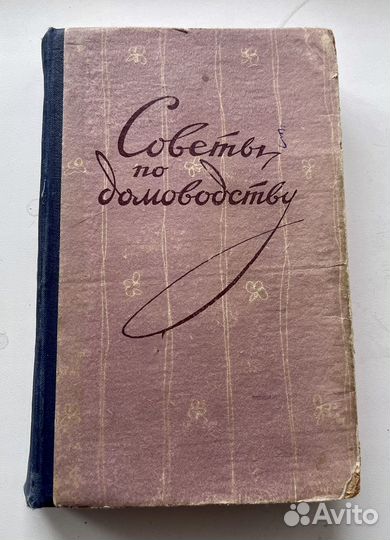 Советы
по
домоводству
Avito